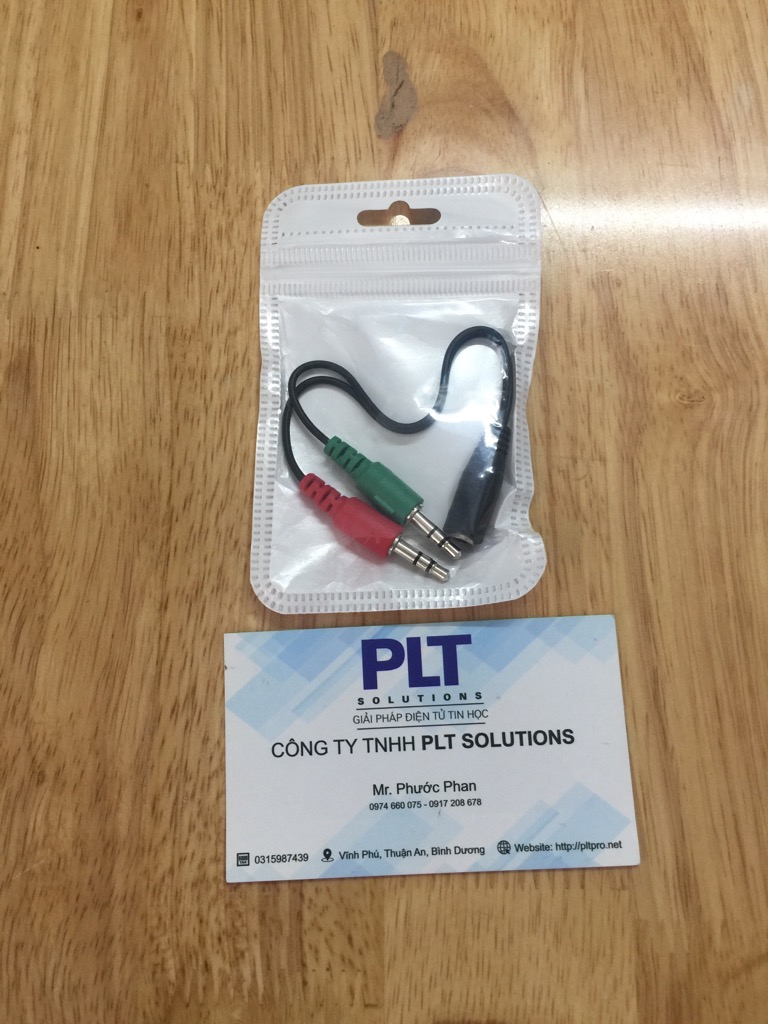 PLT
SOLUTIONS
GIẢI PHÁP ĐIỆN TỬ TIN HỌC
CÔNG TY TNHH PLT SOLUTIONS
Mr. Phước Phan
0974 660 075 - 0917 208 678
0315987439 Vĩnh Phú, Thuận An, Bình Dương Website: http://pltpro.net